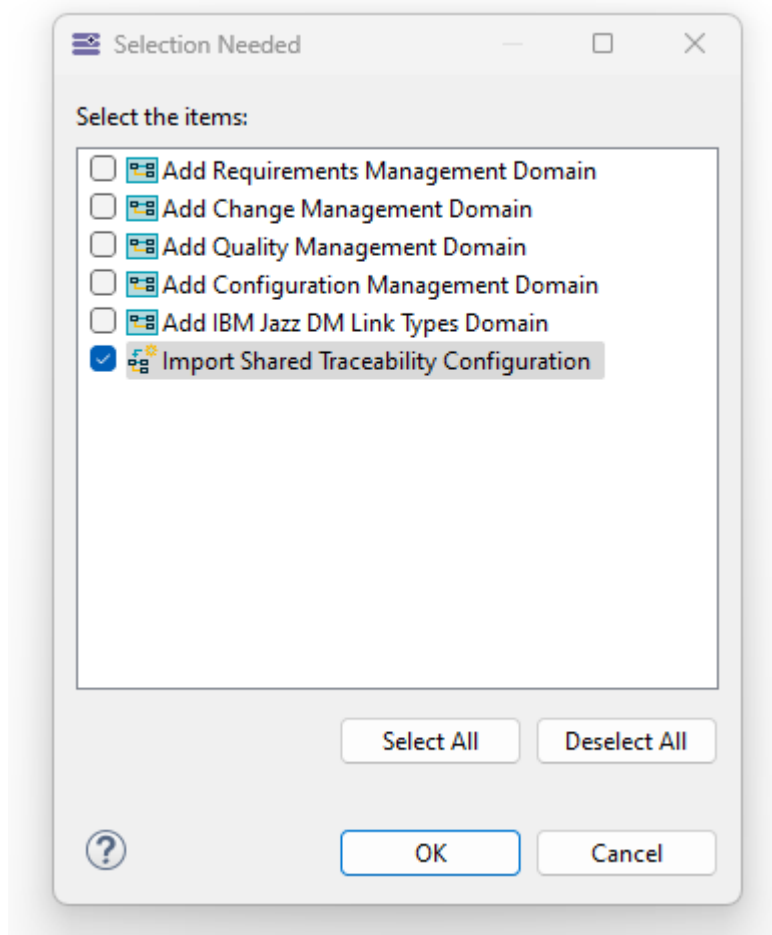 Selection Needed
Select the items:
Add Requirements Management Domain
Add Change Management Domain
Add Quality Management Domain
Add Configuration Management Domain
Add IBM Jazz DM Link Types Domain
Import Shared Traceability Configuration
Select All
Deselect All
?
OK
Cancel